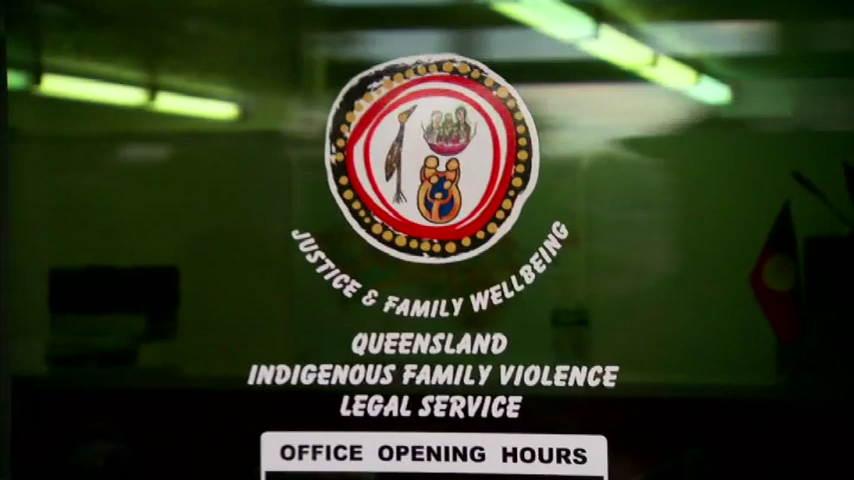 JUSTICE & FAMILY WELLBEING
QUEENSLAND
INDIGENOUS FAMILY VIOLENCE
LEGAL SERVICE
OFFICE OPENING HOURS